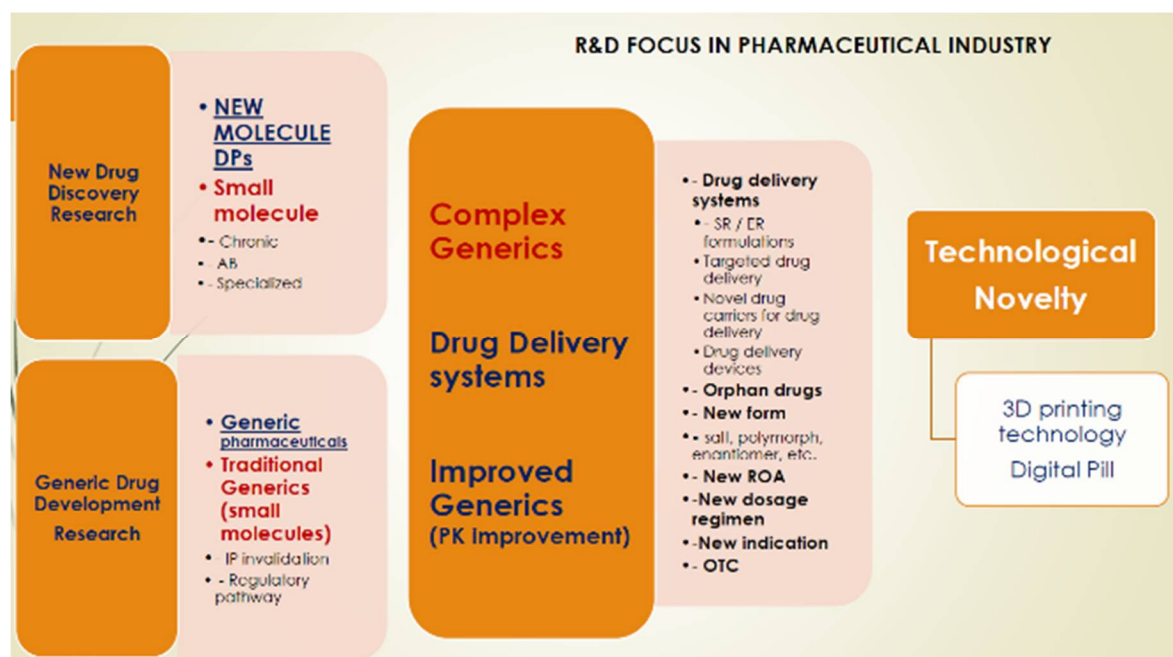 R&D FOCUS IN PHARMACEUTICAL INDUSTRY
New Drug
Discovery
Research
• NEW
MOLECULE
DPs
• Small
molecule
• - Chronic
• - AB
• - Specialized
Generic Drug
Development
Research
• Generic
pharmaceuticals
• Traditional
Generics
(small
molecules)
• - IP invalidation
• - Regulatory
pathway
Complex
Generics
Drug Delivery
systems
Improved
Generics
(PK Improvement)
• - Drug delivery
systems
• - SR / ER
formulations
• Targeted drug
delivery
• Novel drug
carriers for drug
delivery
• Drug delivery
devices
• - Orphan drugs
• - New form
• - salt, polymorph,
enantiomer, etc.
• - New ROA
• -New dosage
regimen
• -New indication
• - OTC
Technological
Novelty
3D printing
technology
Digital Pill